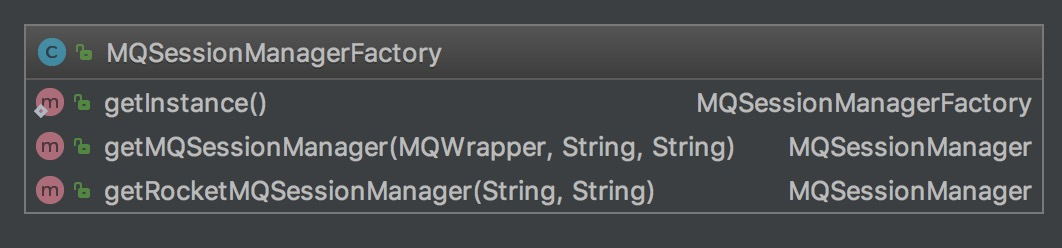 C MQSessionManagerFactory
m getInstance() MQSessionManagerFactory
m getMQSessionManager(MQWrapper, String, String) MQSessionManager
m getRocketMQSessionManager(String, String) MQSessionManager